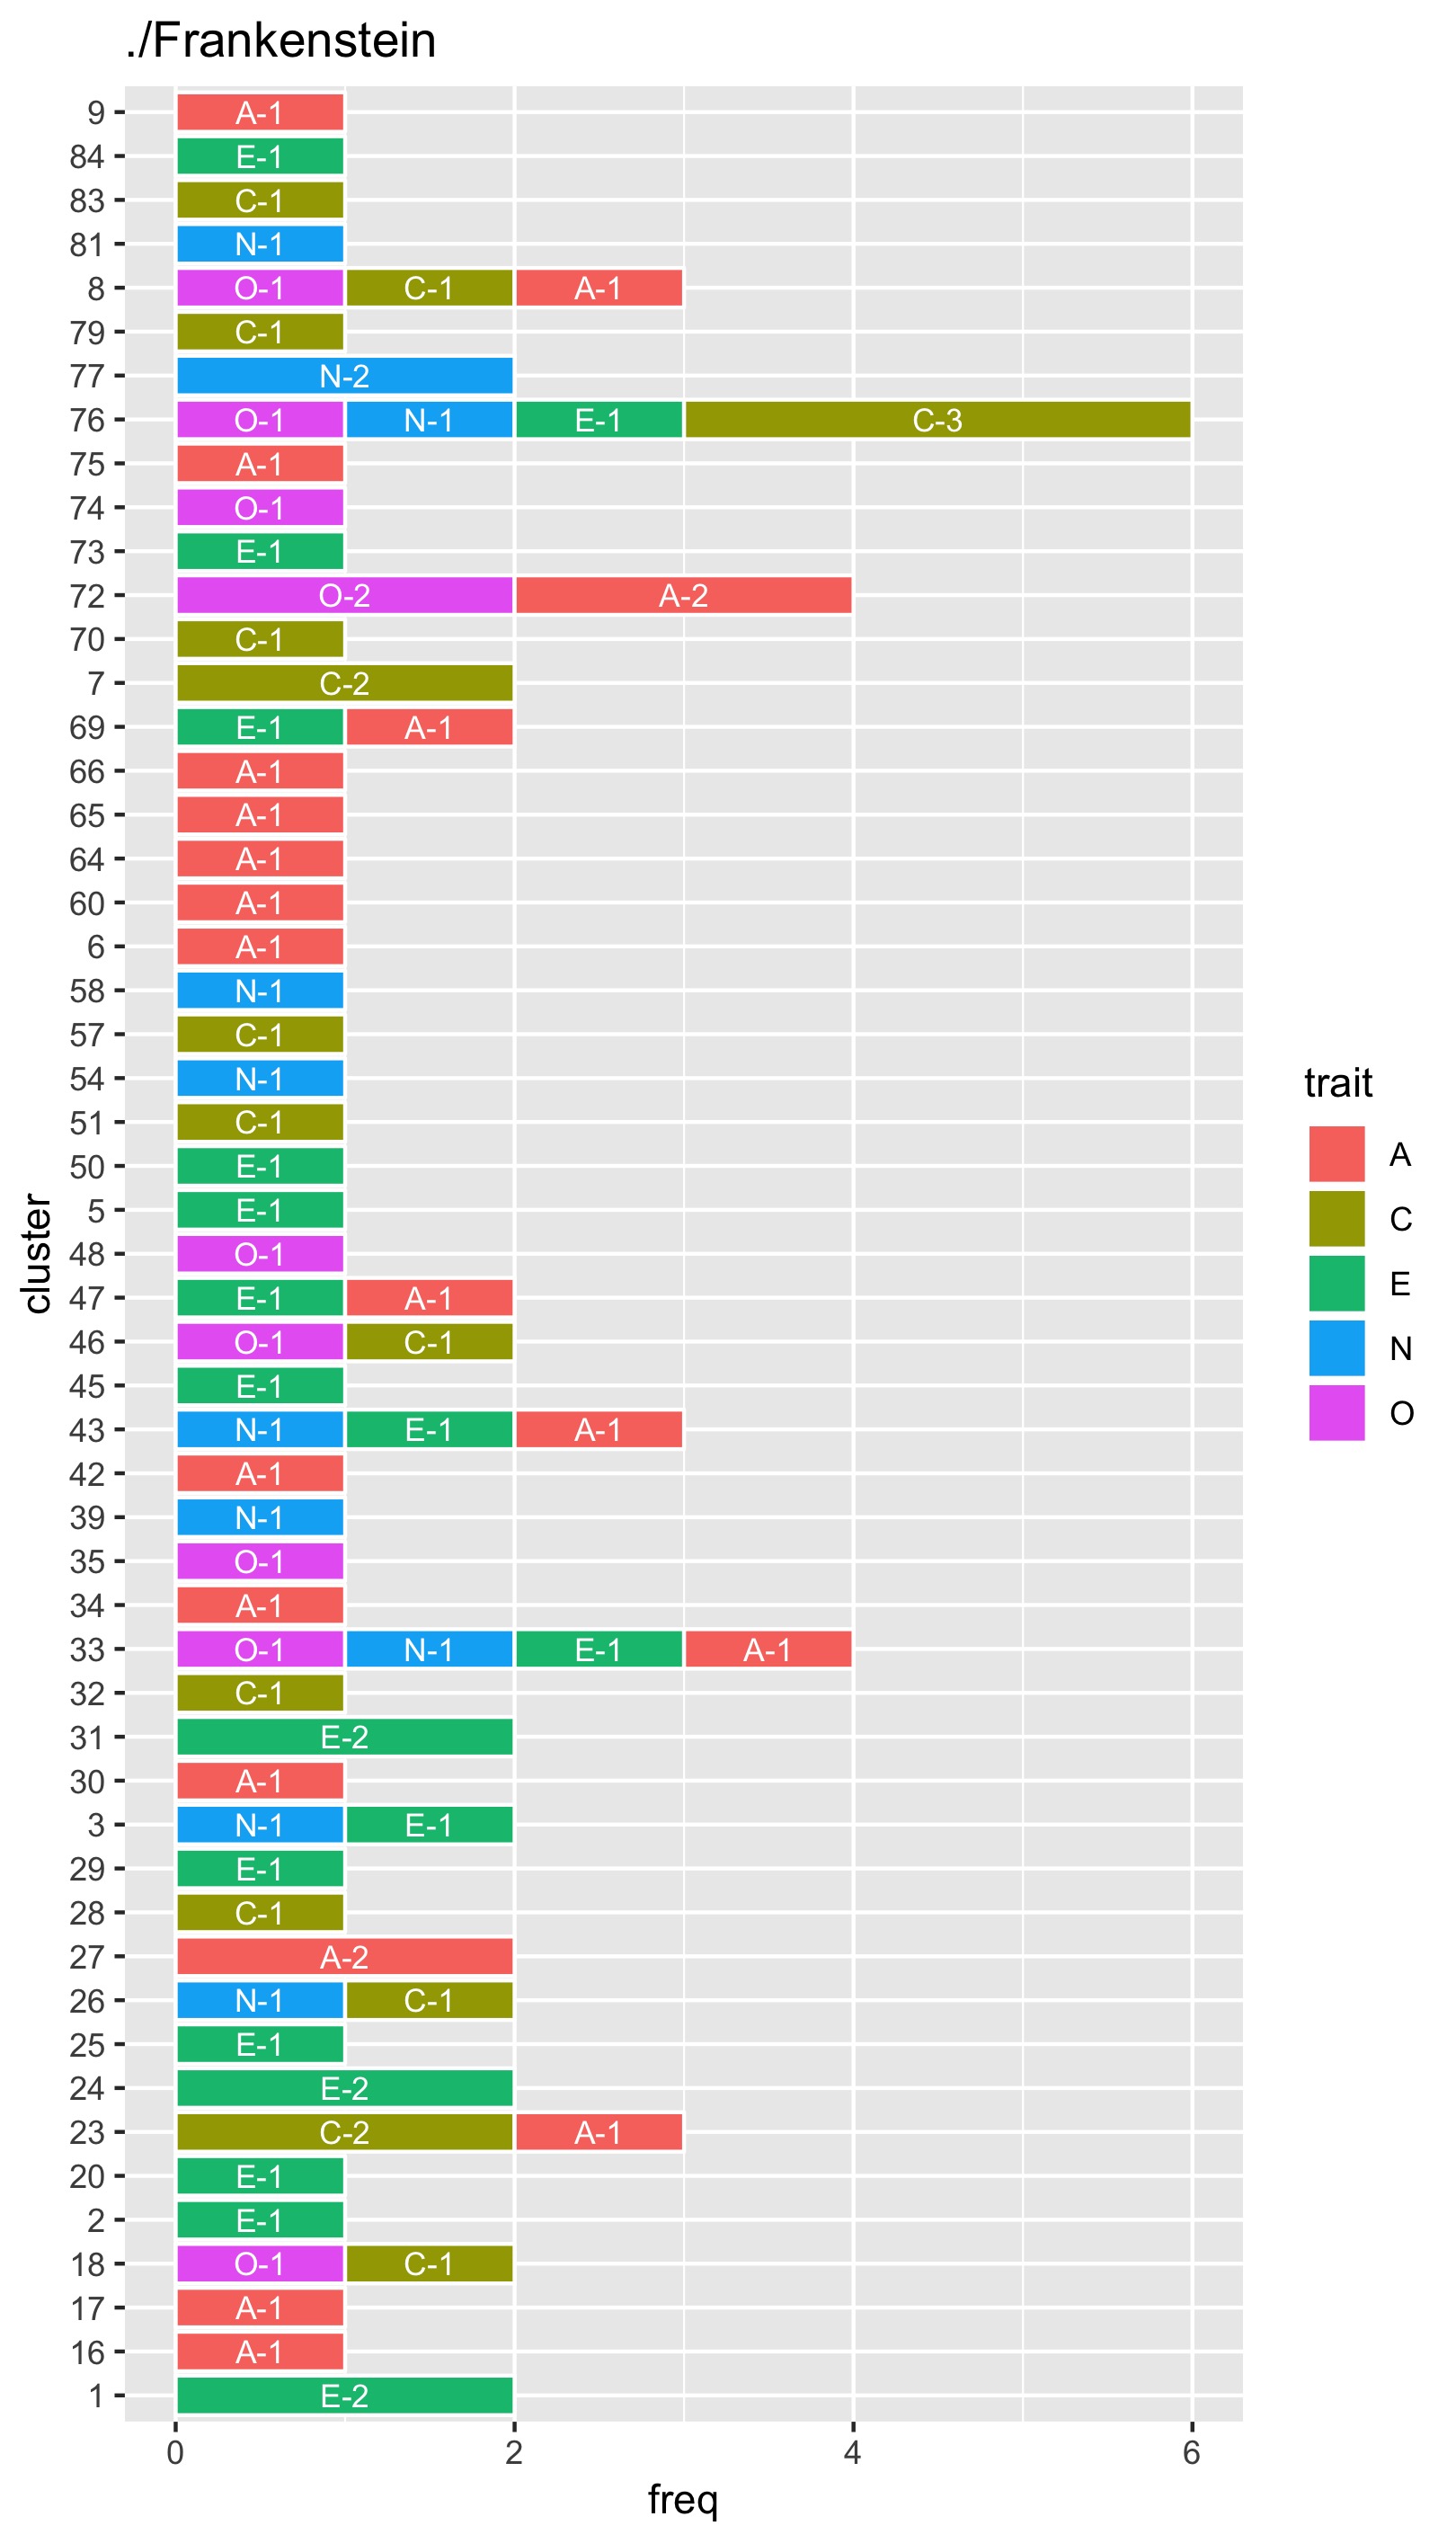 ./Frankenstein
9 A-1
84 E-1
83 C-1
81 N-1
8 O-1 C-1 A-1
79 C-1
77 N-2
76 O-1 N-1 E-1 C-3
75 A-1
74 O-1
73 E-1
72 O-2 A-2
70 C-1
7 C-2
69 E-1 A-1
66 A-1
65 A-1
64 A-1
60 A-1
6 A-1
58 N-1
57 C-1
54 N-1
51 C-1
50 E-1
5 E-1
48 O-1
47 E-1 A-1
46 O-1 C-1
45 E-1
43 N-1 E-1 A-1
42 A-1
39 N-1
35 O-1
34 A-1
33 O-1 N-1 E-1 A-1
32 C-1
31 E-2
30 A-1
3 N-1 E-1
29 E-1
28 C-1
27 A-2
26 N-1 C-1
25 E-1
24 E-2
23 C-2 A-1
20 E-1
2 E-1
18 O-1 C-1
17 A-1
16 A-1
1 E-2
0 2 4 6
freq
cluster
trait
A
C
E
N
O